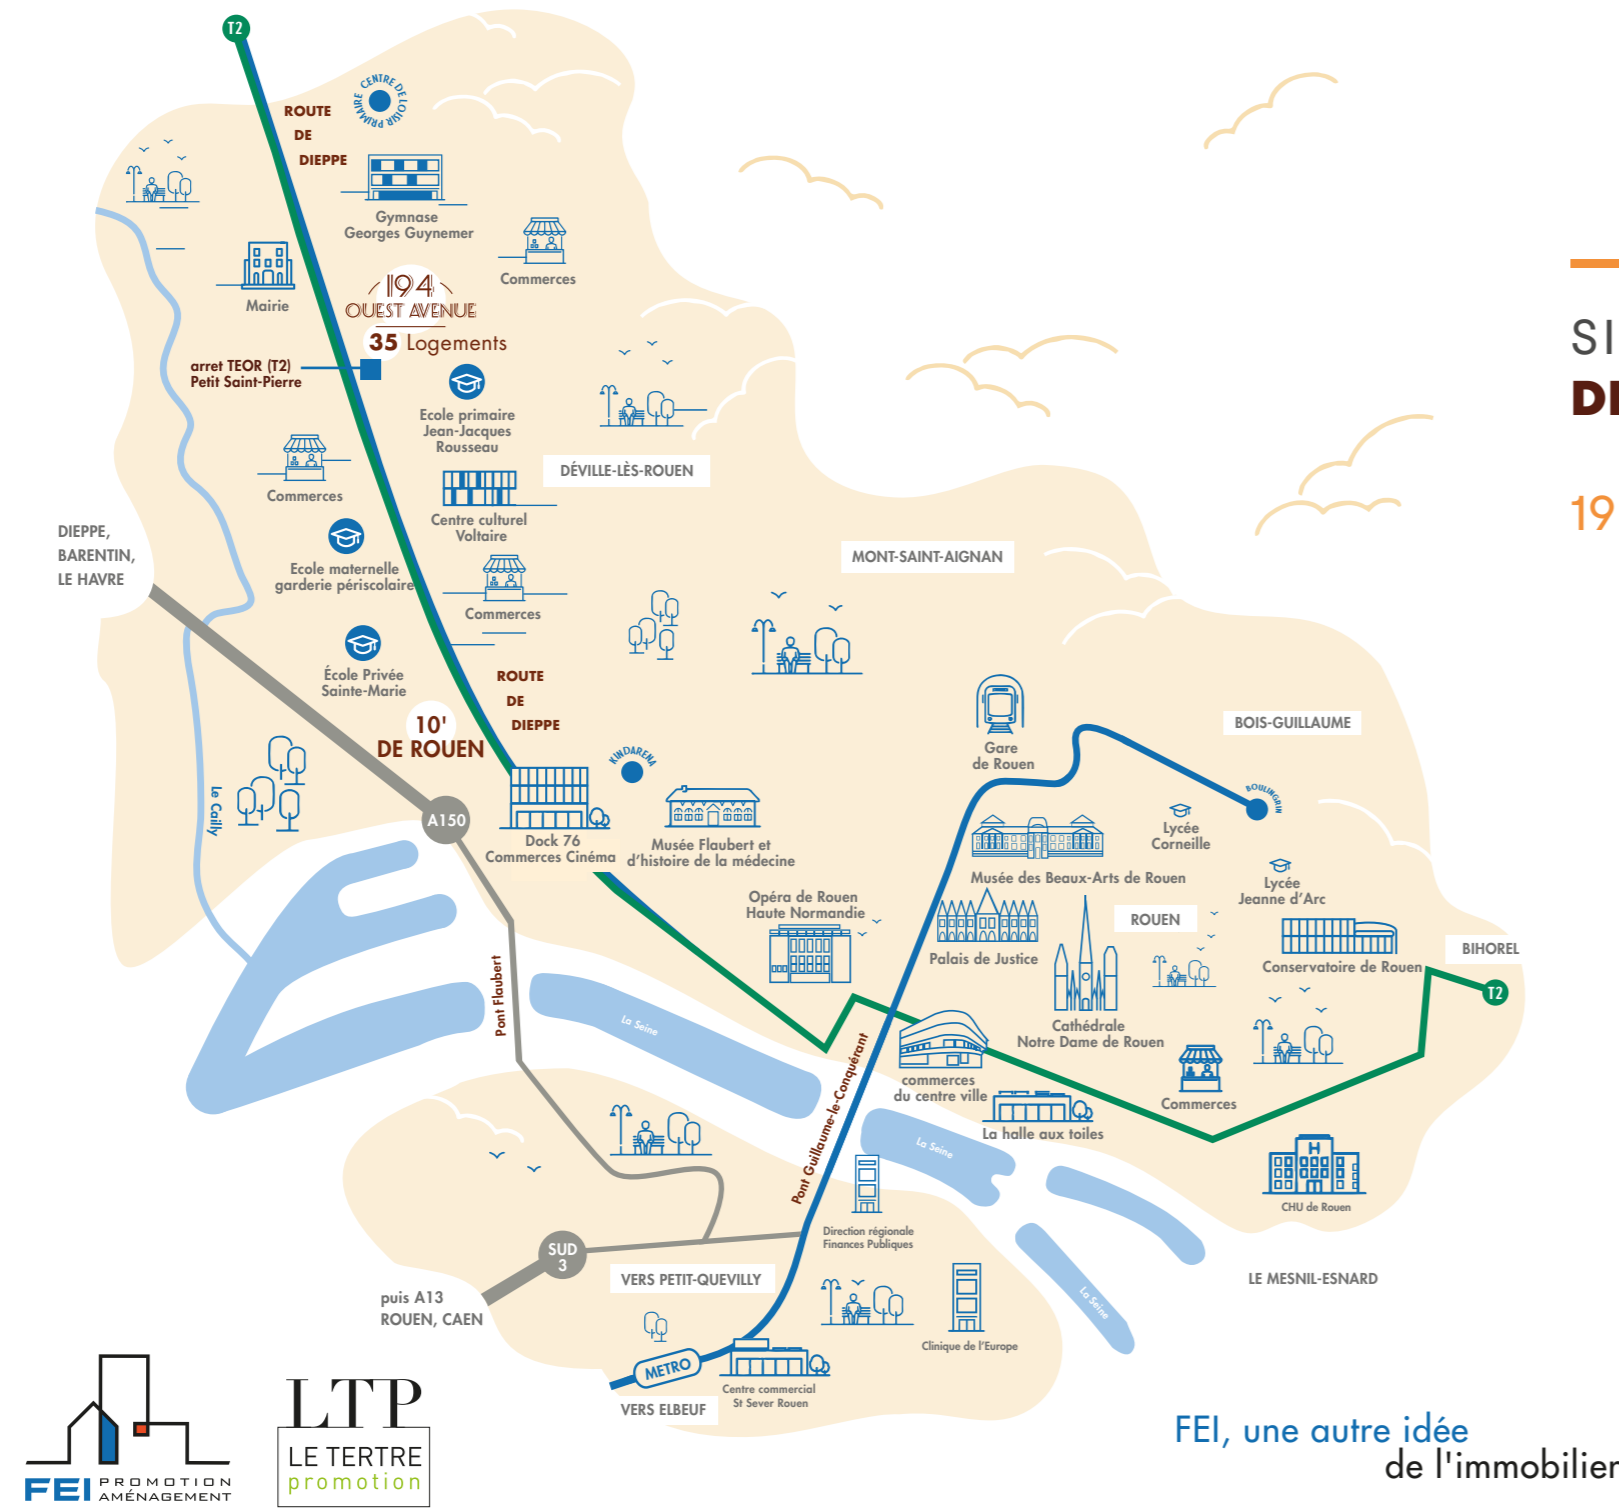 T2
ROUTE
DE
DIEPPE
CENTRE DE LOISIR PRIMAIRE
Gymnase
Georges Guynemer
Commerces
Mairie
194
OUEST AVENUE
35 Logements
arret TEOR (T2)
Petit Saint-Pierre
Ecole primaire
Jean-Jacques
Rousseau
DÉVILLE-LÈS-ROUEN
Commerces
Centre culturel
Voltaire
DIEPPE,
BARENTIN,
LE HAVRE
Ecole maternelle
garderie périscolaire
MONT-SAINT-AIGNAN
Commerces
École Privée
Sainte-Marie
ROUTE
DE
DIEPPE
10'
DE ROUEN
KINDARENA
Gare
de Rouen
BOIS-GUILLAUME
BOULINGRIN
Le Cailly
A150
Dock 76
Commerces Cinéma
Musée Flaubert et
d'histoire de la médecine
Lycée
Corneille
Musée des Beaux-Arts de Rouen
Lycée
Jeanne d'Arc
Opéra de Rouen
Haute Normandie
ROUEN
Palais de Justice
Conservatoire de Rouen
BIHOREL
T2
Pont Flaubert
La Seine
Cathédrale
Notre Dame de Rouen
Pont Guillaume-le-Conquérant
commerces
du centre ville
Commerces
La halle aux toiles
La Seine
CHU de Rouen
Direction régionale
Finances Publiques
SUD
3
VERS PETIT-QUEVILLY
LE MESNIL-ESNARD
puis A13
ROUEN, CAEN
La Seine
Clinique de l'Europe
METRO
Centre commercial
St Sever Rouen
VERS ELBEUF
SI
19
FEI PROMOTION
AMÉNAGEMENT
LTP
LE TERTRE
promotion
FEI, une autre idée
de l'immobilier